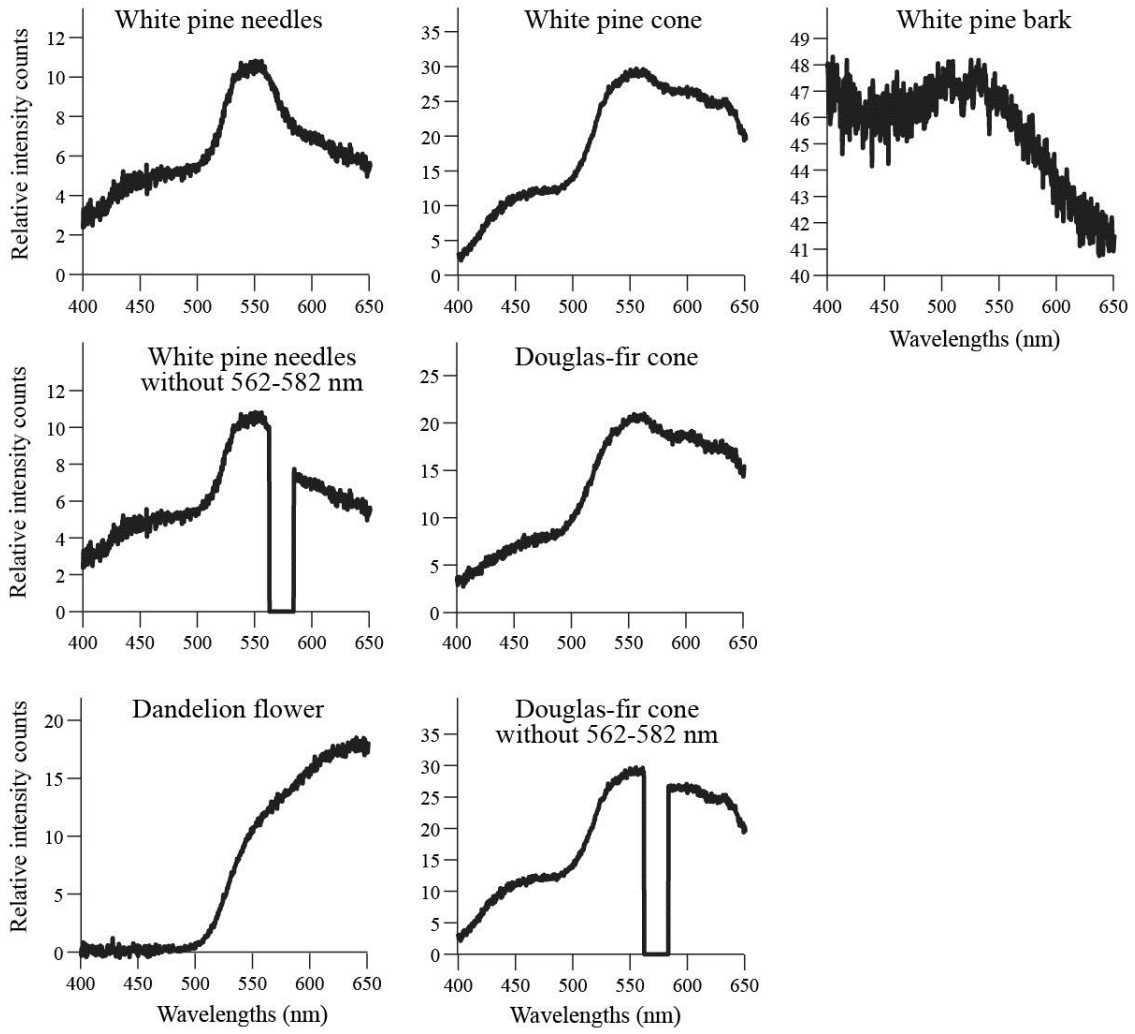 White pine needles
Relative intensity counts
12
10
8
6
4
2
0
400 450 500 550 600 650
White pine cone
35
30
25
20
15
10
5
0
400 450 500 550 600 650
White pine bark
49
48
47
46
45
44
43
42
41
40
400 450 500 550 600 650
Wavelengths (nm)
White pine needles
without 562-582 nm
Relative intensity counts
12
10
8
6
4
2
0
400 450 500 550 600 650
Douglas-fir cone
25
20
15
10
5
0
400 450 500 550 600 650
Dandelion flower
Relative intensity counts
20
15
10
5
0
400 450 500 550 600 650
Wavelengths (nm)
Douglas-fir cone
without 562-582 nm
35
30
25
20
15
10
5
0
400 450 500 550 600 650
Wavelengths (nm)